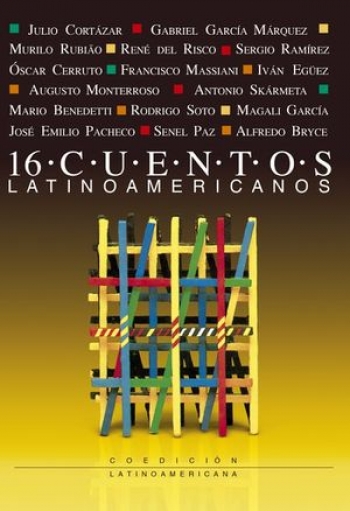 ■ JULIO CORTÁZAR ■ GABRIEL GARCÍA MÁRQUEZ ■
MURILO RUBIÃO ■ RENÉ DEL RISCO ■ SERGIO RAMÍREZ
ÓSCAR CERRUTO ■ FRANCISCO MASSIANI ■ IVÁN EGÜEZ
■ AUGUSTO MONTERROSO ■ ANTONIO SKÁRMETA ■
MARIO BENEDETTI ■ RODRIGO SOTO ■ MAGALI GARCÍA
JOSÉ EMILIO PACHECO ■ SENEL PAZ ■ ALFREDO BRYCE
16·C·U·E·N·T·O·S
LATINOAMERICANOS
COEDICIÓN
LATINOAMERICANA